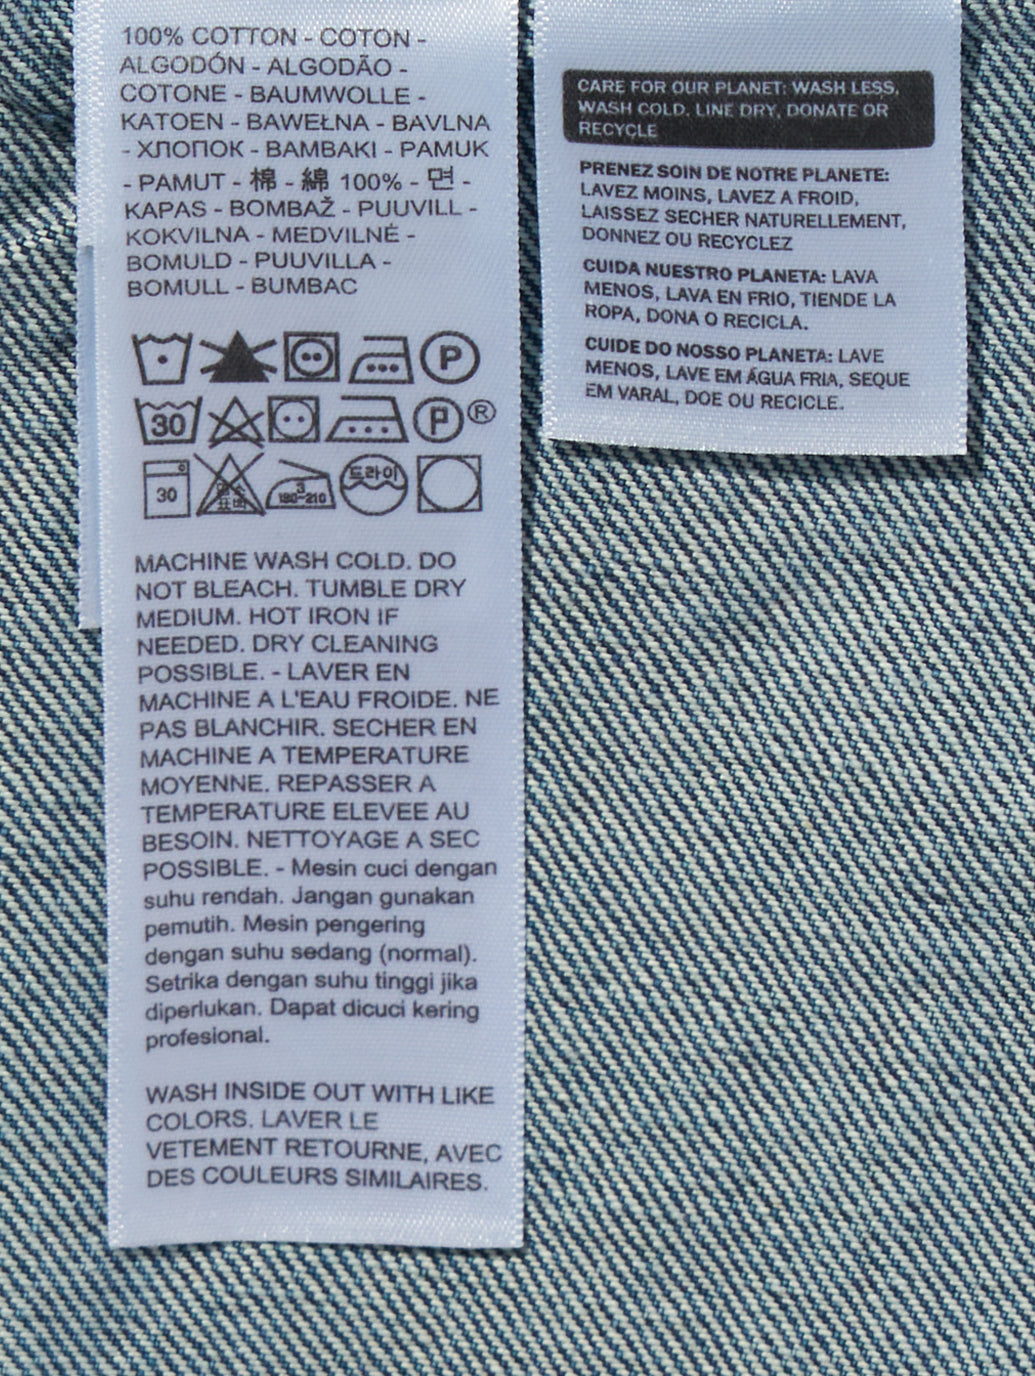 100% COTTON - COTON -
ALGODÓN - ALGODÃO -
COTONE - BAUMWOLLE -
KATOEN - BAWEŁNA - BAVLNA
- ХЛОПОК - BAMBAKI - PAMUK
- PAMUT - 棉 - 綿 100% - 면 -
KAPAS - BOMBAŽ - PUUVILL -
KOKVILNA - MEDVILNĖ -
BOMULD - PUUVILLA -
BOMULL - BUMBAC
P
30
P ®
30
3
180~210
드라이
MACHINE WASH COLD. DO
NOT BLEACH. TUMBLE DRY
MEDIUM. HOT IRON IF
NEEDED. DRY CLEANING
POSSIBLE. - LAVER EN
MACHINE A L'EAU FROIDE. NE
PAS BLANCHIR. SECHER EN
MACHINE A TEMPERATURE
MOYENNE. REPASSER A
TEMPERATURE ELEVEE AU
BESOIN. NETTOYAGE A SEC
POSSIBLE. - Mesin cuci dengan
suhu rendah. Jangan gunakan
pemutih. Mesin pengering
dengan suhu sedang (normal).
Setrika dengan suhu tinggi jika
diperlukan. Dapat dicuci kering
profesional.
WASH INSIDE OUT WITH LIKE
COLORS. LAVER LE
VETEMENT RETOURNE, AVEC
DES COULEURS SIMILAIRES.
CARE FOR OUR PLANET: WASH LESS,
WASH COLD, LINE DRY, DONATE OR
RECYCLE
PRENEZ SOIN DE NOTRE PLANETE:
LAVEZ MOINS, LAVEZ A FROID,
LAISSEZ SECHER NATURELLEMENT,
DONNEZ OU RECYCLEZ
CUIDA NUESTRO PLANETA: LAVA
MENOS, LAVA EN FRIO, TIENDE LA
ROPA, DONA O RECICLA.
CUIDE DO NOSSO PLANETA: LAVE
MENOS, LAVE EM ÁGUA FRIA, SEQUE
EM VARAL, DOE OU RECICLE.